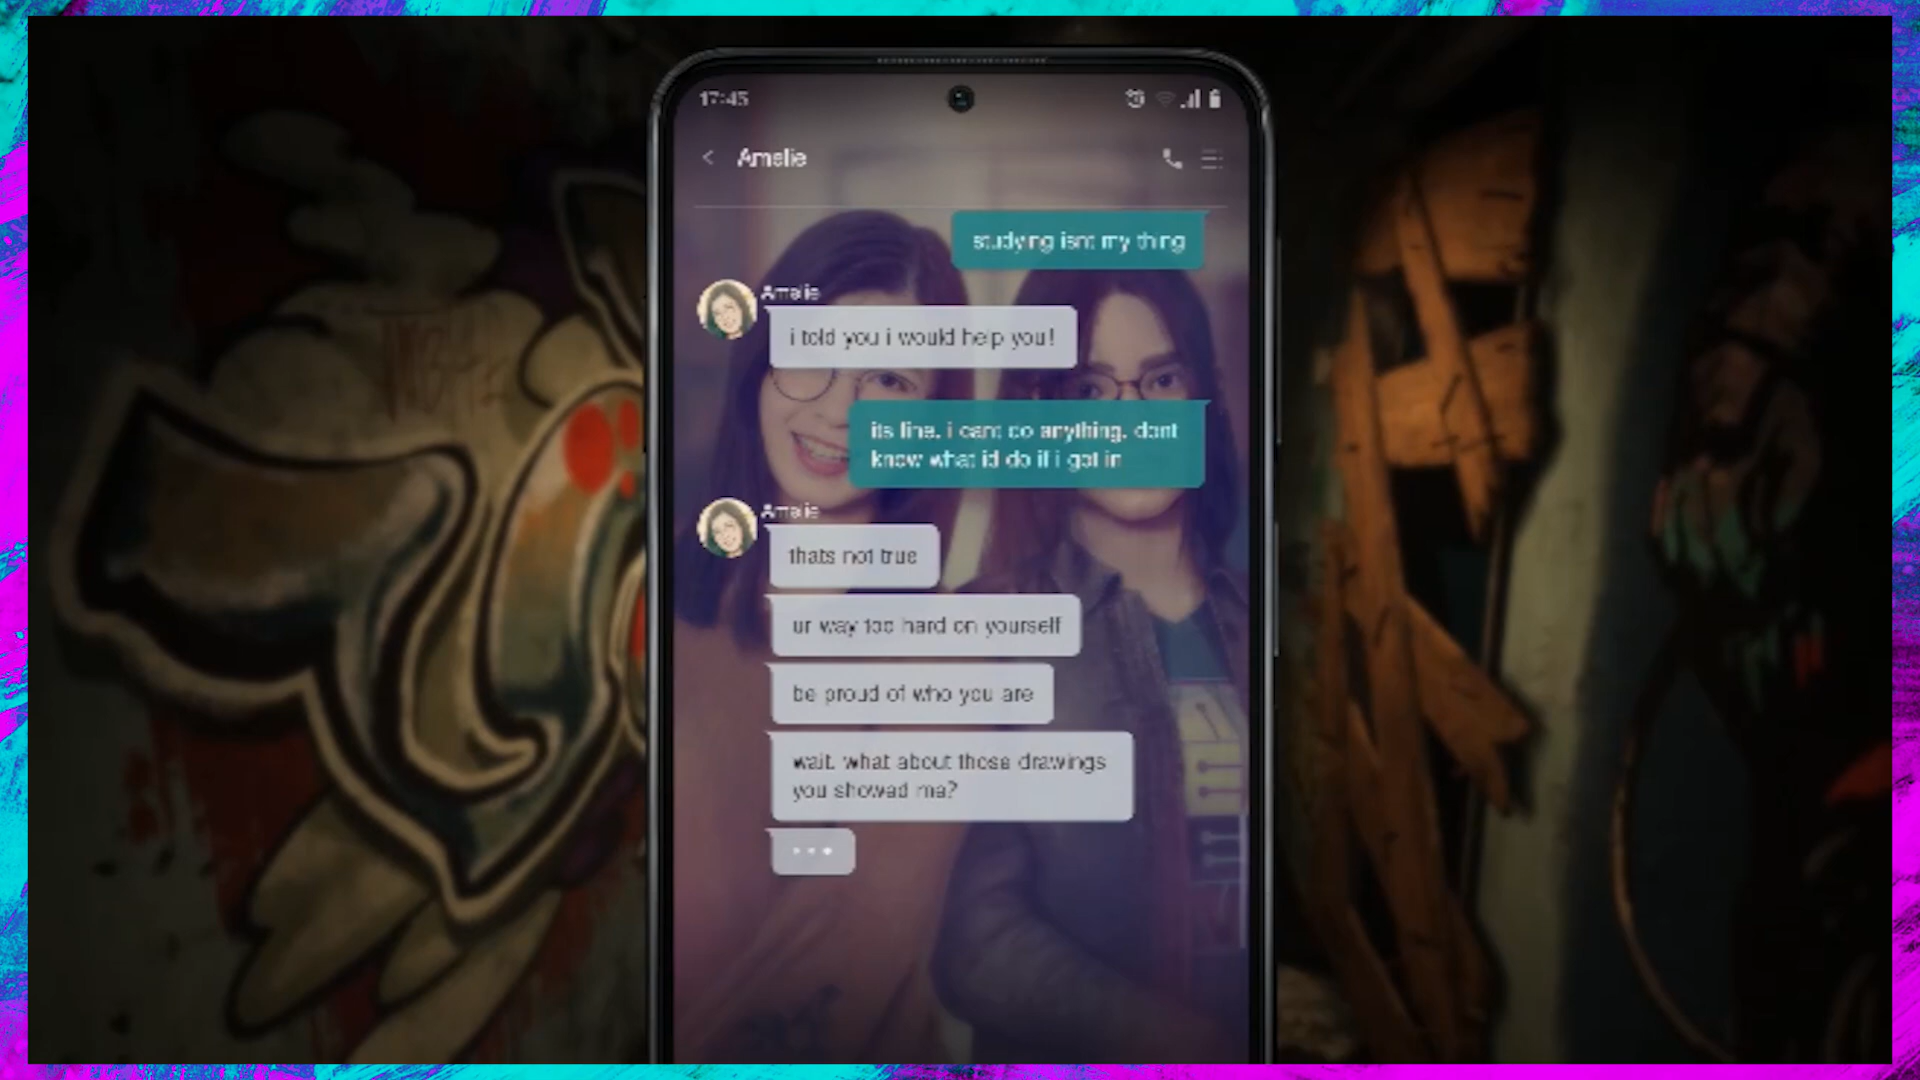 17:45
Amelie
studying isnt my thing
Amelie
i told you i would help you!
its fine. i cant do anything. dont
know what id do if i got in
Amelie
thats not true
ur way too hard on yourself
be proud of who you are
wait. what about those drawings
you showed me?